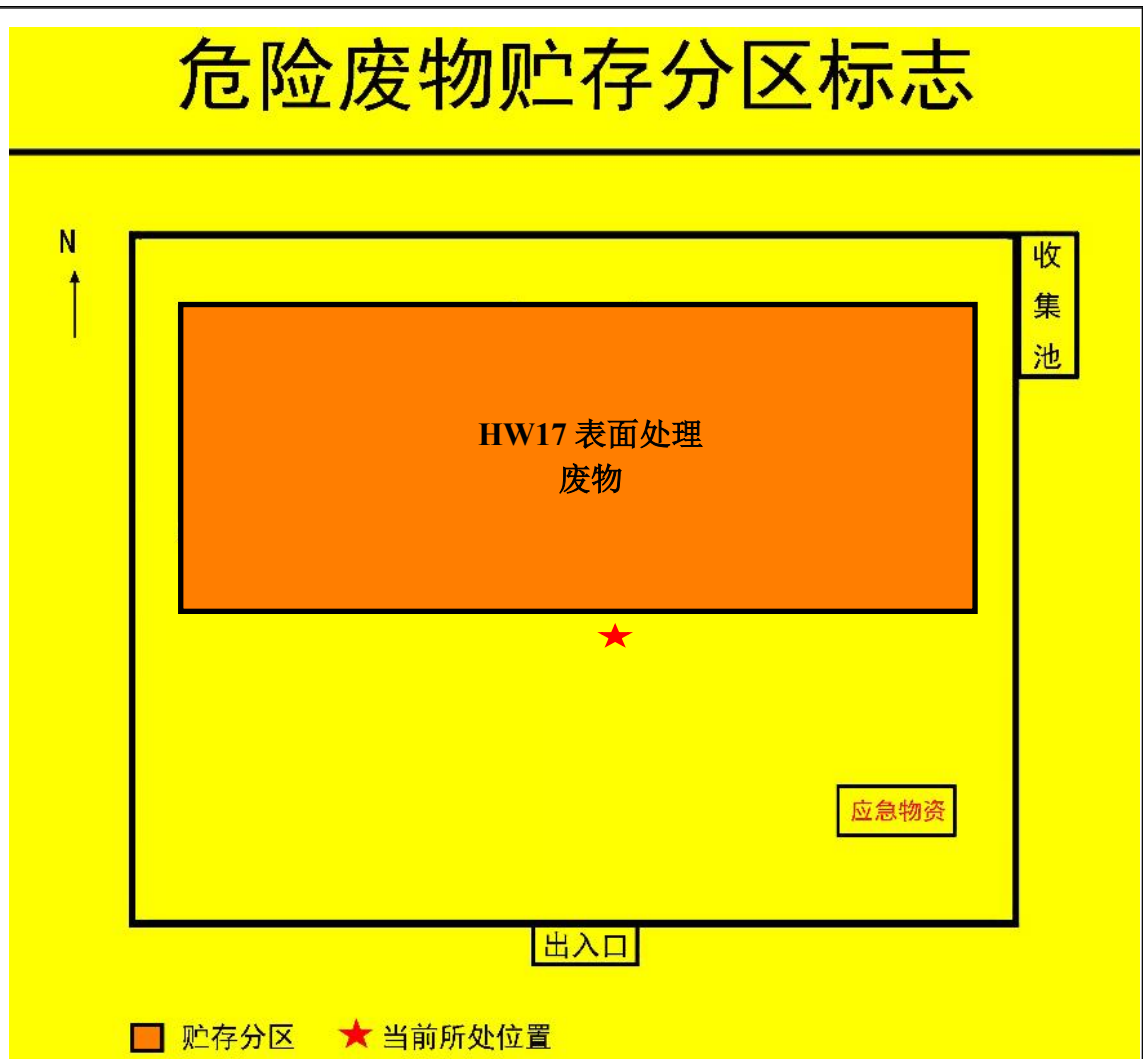 危险废物贮存分区标志
N
收
集
池
HW17 表面处理
废物
应急物资
出入口
贮存分区
当前所处位置